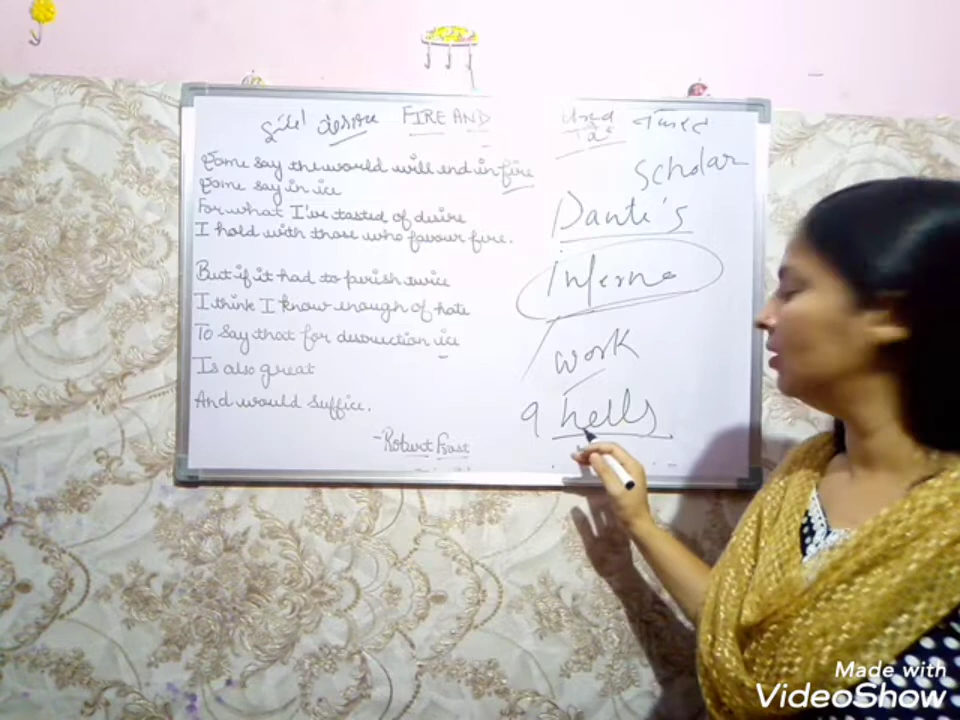 desire FIRE AND
Some say the would will end in fire
Some say in ice
For what I've tasted of desire
I hold with those who favour fire.
But if it had to perish twice
I think I know enough of hate
To say that for destruction ice
Is also great
And would suffice.
-Robert Frost
Scholar
Dante's
Inferno
work
9 hells
Made with
VideoShow